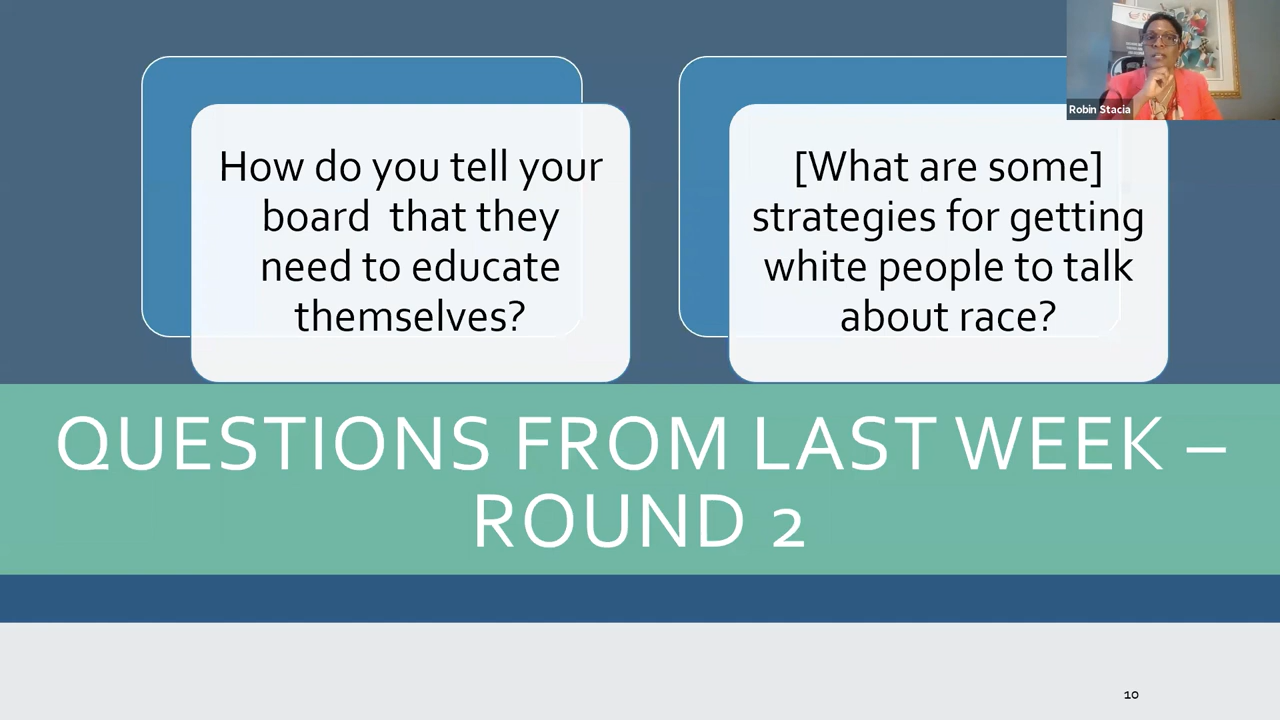 How do you tell your
board  that they
need to educate
themselves?
[What are some]
strategies for getting
white people to talk
about race?
Robin Stacia
QUESTIONS FROM LAST WEEK –
ROUND 2
10